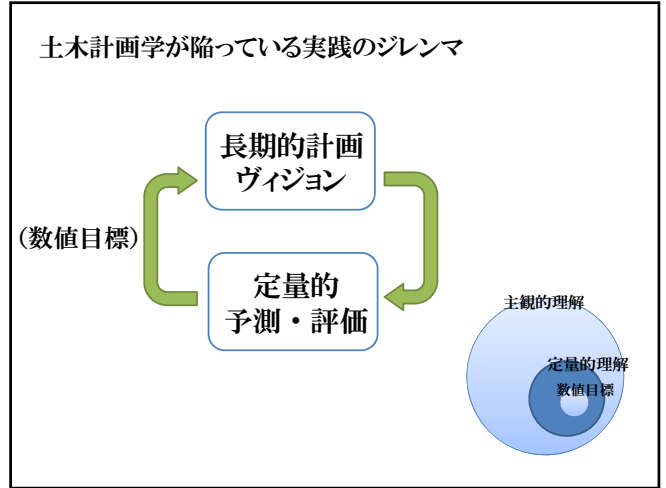 土木計画学が陥っている実践のジレンマ
長期的計画
ヴィジョン
（数値目標）
定量的
予測・評価
主観的理解
定量的理解
数値目標